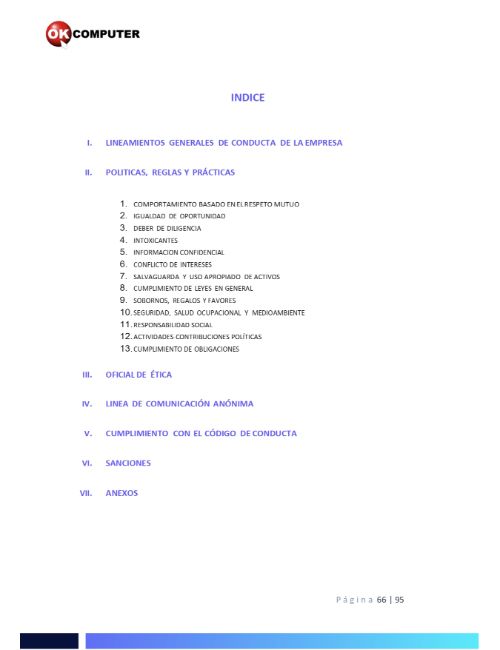 OK COMPUTER
INDICE
I. LINEAMIENTOS GENERALES DE CONDUCTA DE LA EMPRESA
II. POLITICAS, REGLAS Y PRÁCTICAS
1. COMPORTAMIENTO BASADO EN EL RESPETO MUTUO
2. IGUALDAD DE OPORTUNIDAD
3. DEBER DE DILIGENCIA
4. INTOXICANTES
5. INFORMACION CONFIDENCIAL
6. CONFLICTO DE INTERESES
7. SALVAGUARDA Y USO APROPIADO DE ACTIVOS
8. CUMPLIMIENTO DE LEYES EN GENERAL
9. SOBORNOS, REGALOS Y FAVORES
10. SEGURIDAD, SALUD OCUPACIONAL Y MEDIOAMBIENTE
11. RESPONSABILIDAD SOCIAL
12. ACTIVIDADES CONTRIBUCIONES POLÍTICAS
13. CUMPLIMIENTO DE OBLIGACIONES
III. OFICIAL DE ÉTICA
IV. LINEA DE COMUNICACIÓN ANÓNIMA
V. CUMPLIMIENTO CON EL CÓDIGO DE CONDUCTA
VI. SANCIONES
VII. ANEXOS
Página 66 | 95